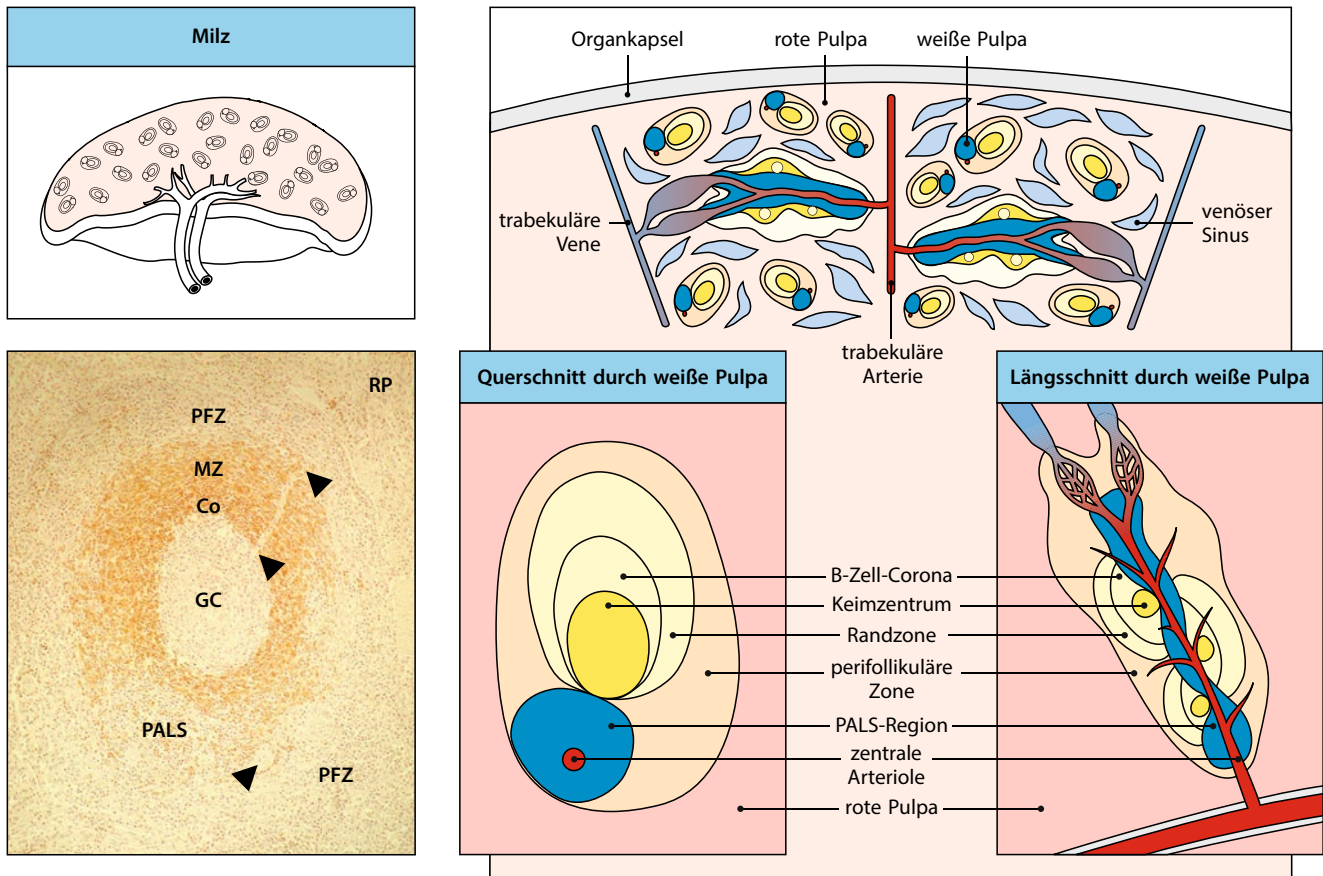 Milz
Organkapsel
rote Pulpa
weiße Pulpa
trabekuläre
Vene
venöser
Sinus
trabekuläre
Arterie
RP
PFZ
MZ
Co
GC
PALS
PFZ
Querschnitt durch weiße Pulpa
Längsschnitt durch weiße Pulpa
B-Zell-Corona
Keimzentrum
Randzone
perifollikuläre
Zone
PALS-Region
zentrale
Arteriole
rote Pulpa